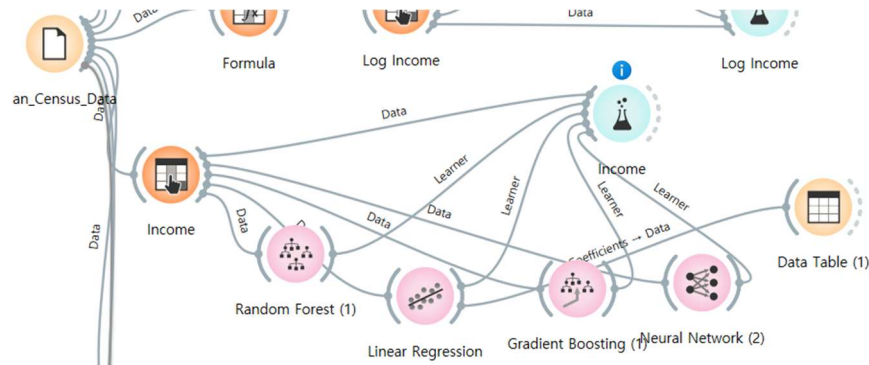 Data
Data
Formula
Log Income
Log Income
an_Census_Data
Data
Data
Income
Income
Learner
Learner
Learner
Learner
Data
Data
Data
Data
Coefficients → Data
Data Table (1)
Random Forest (1)
Linear Regression
Gradient Boosting (1)
Neural Network (2)